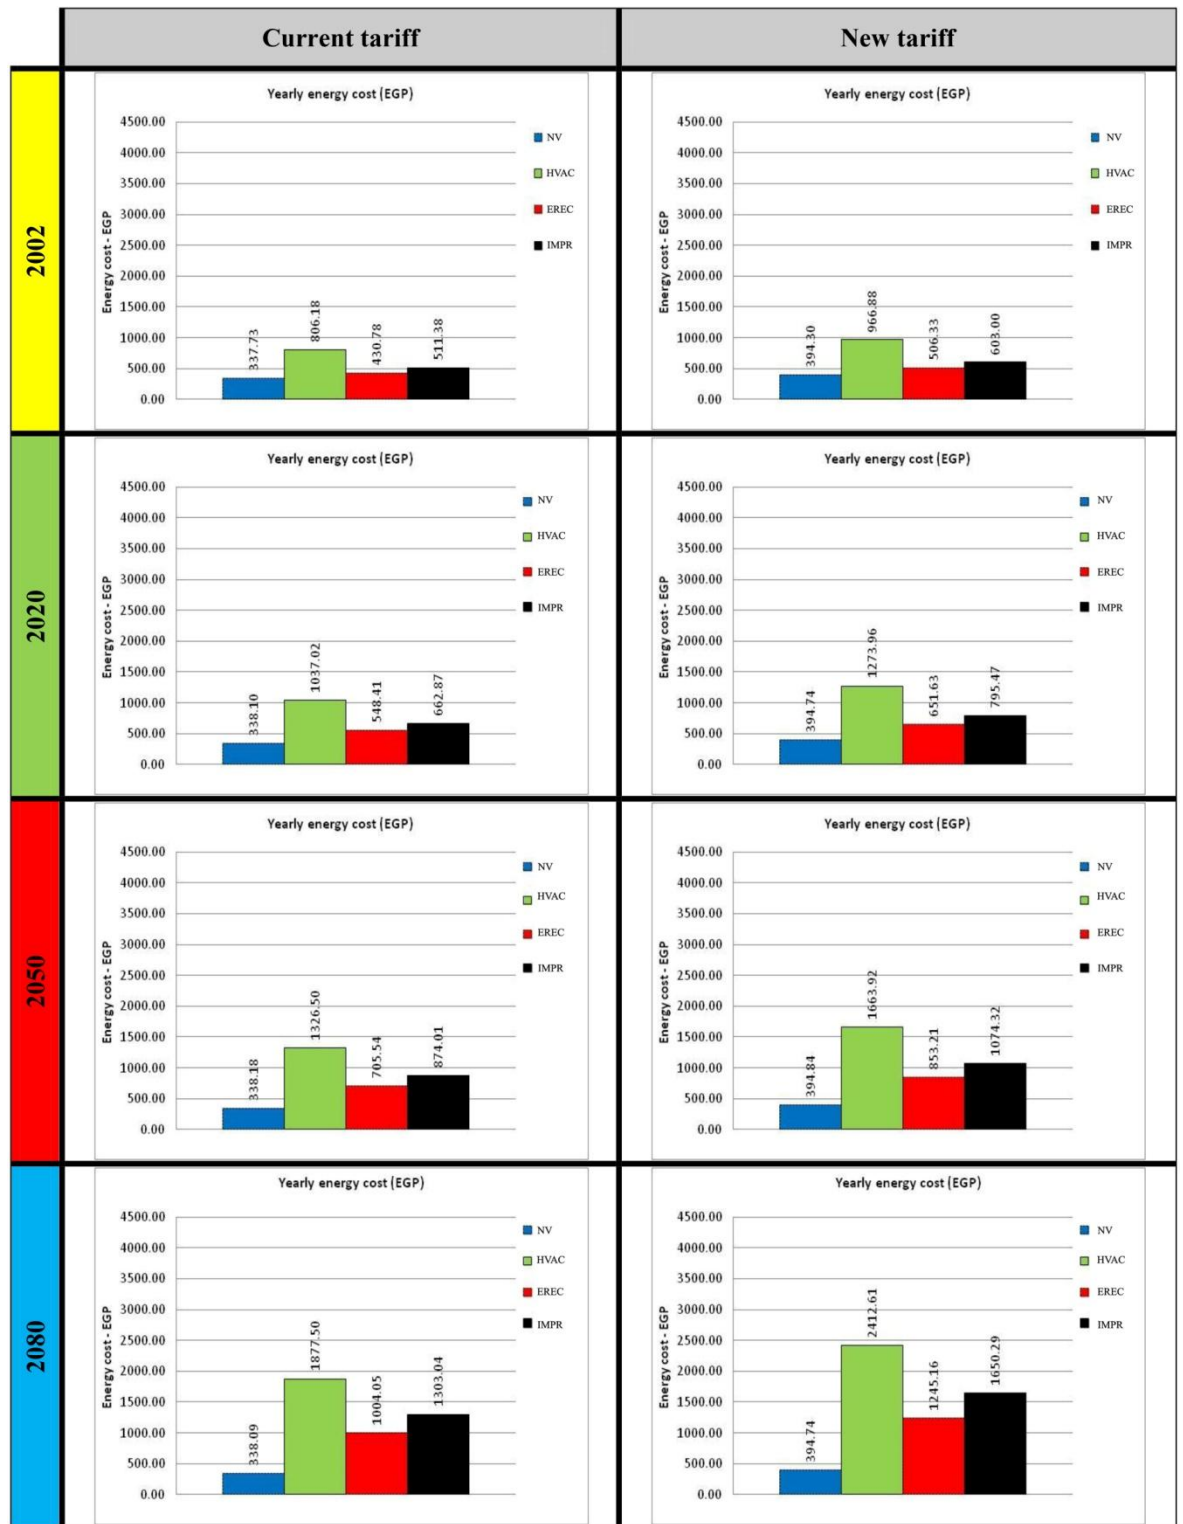 Current tariff
New tariff
2002
Yearly energy cost (EGP)
Energy cost - EGP
4500.00
4000.00
3500.00
3000.00
2500.00
2000.00
1500.00
1000.00
500.00
0.00
337.73
806.18
430.78
511.38
NV
HVAC
EREC
IMPR
Yearly energy cost (EGP)
Energy cost - EGP
4500.00
4000.00
3500.00
3000.00
2500.00
2000.00
1500.00
1000.00
500.00
0.00
394.30
966.88
506.33
603.00
NV
HVAC
EREC
IMPR
2020
Yearly energy cost (EGP)
Energy cost - EGP
4500.00
4000.00
3500.00
3000.00
2500.00
2000.00
1500.00
1000.00
500.00
0.00
338.10
1037.02
548.41
662.87
NV
HVAC
EREC
IMPR
Yearly energy cost (EGP)
Energy cost - EGP
4500.00
4000.00
3500.00
3000.00
2500.00
2000.00
1500.00
1000.00
500.00
0.00
394.74
1273.96
651.63
795.47
NV
HVAC
EREC
IMPR
2050
Yearly energy cost (EGP)
Energy cost - EGP
4500.00
4000.00
3500.00
3000.00
2500.00
2000.00
1500.00
1000.00
500.00
0.00
338.18
1326.50
705.54
874.01
NV
HVAC
EREC
IMPR
Yearly energy cost (EGP)
Energy cost - EGP
4500.00
4000.00
3500.00
3000.00
2500.00
2000.00
1500.00
1000.00
500.00
0.00
394.84
1663.92
853.21
1074.32
NV
HVAC
EREC
IMPR
2080
Yearly energy cost (EGP)
Energy cost - EGP
4500.00
4000.00
3500.00
3000.00
2500.00
2000.00
1500.00
1000.00
500.00
0.00
338.09
1877.50
1004.05
1303.04
NV
HVAC
EREC
IMPR
Yearly energy cost (EGP)
Energy cost - EGP
4500.00
4000.00
3500.00
3000.00
2500.00
2000.00
1500.00
1000.00
500.00
0.00
394.74
2412.61
1245.16
1650.29
NV
HVAC
EREC
IMPR